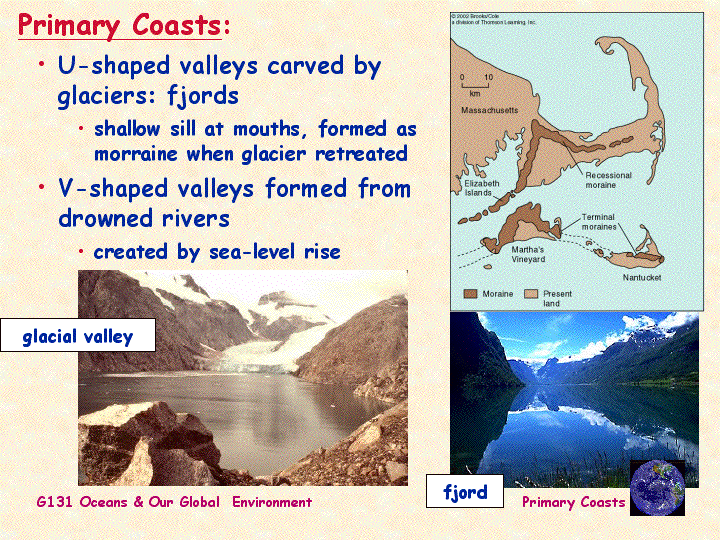 Primary Coasts:
• U-shaped valleys carved by
glaciers: fjords
• shallow sill at mouths, formed as
morraine when glacier retreated
• V-shaped valleys formed from
drowned rivers
• created by sea-level rise
© 2002 Brooks/Cole
a division of Thomson Learning, Inc.
0 10
km
Massachusetts
Recessional
moraine
Elizabeth
Islands
Terminal
moraines
Martha's
Vineyard
Nantucket
Moraine
Present
land
glacial valley
fjord
G131 Oceans & Our Global Environment
Primary Coasts